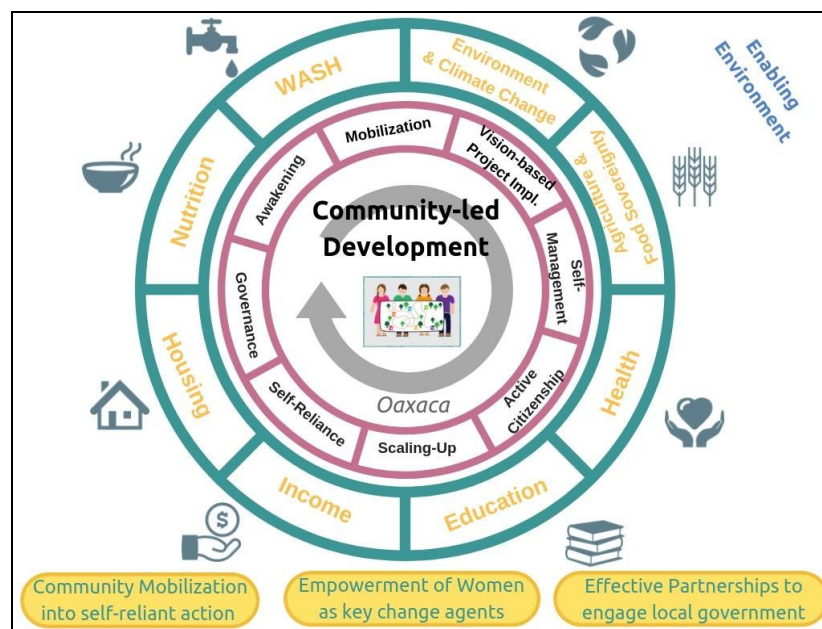 WASH
Environment
& Climate Change
Enabling
Environment
Agriculture &
Food Sovereignty
Health
Education
Income
Housing
Nutrition
Mobilization
Vision-based
Project Impl.
Self-
Management
Active
Citizenship
Scaling-Up
Self-Reliance
Governance
Awakening
Community-led
Development
Oaxaca
$
Community Mobilization
into self-reliant action
Empowerment of Women
as key change agents
Effective Partnerships to
engage local government